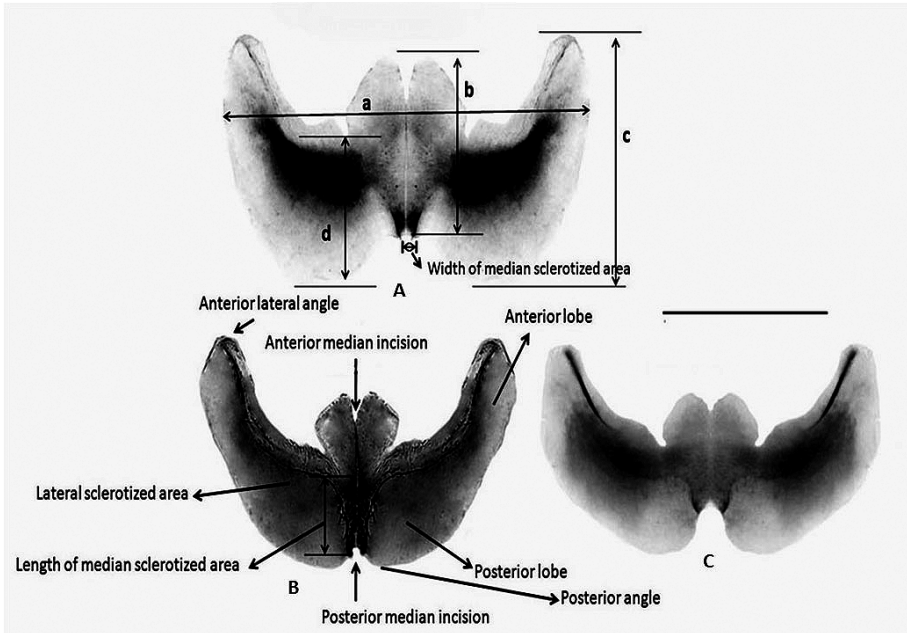 a
b
c
d
Width of median sclerotized area
A
Anterior lateral angle
Anterior median incision
Anterior lobe
Lateral sclerotized area
Length of median sclerotized area
B
Posterior lobe
Posterior angle
Posterior median incision
C